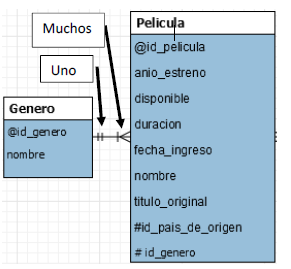 Muchos
Uno
Genero
@id_genero
nombre
Pelicula
@id_pelicula
anio_estreno
disponible
duracion
fecha_ingreso
nombre
titulo_original
#id_pais_de_origen
# id_genero